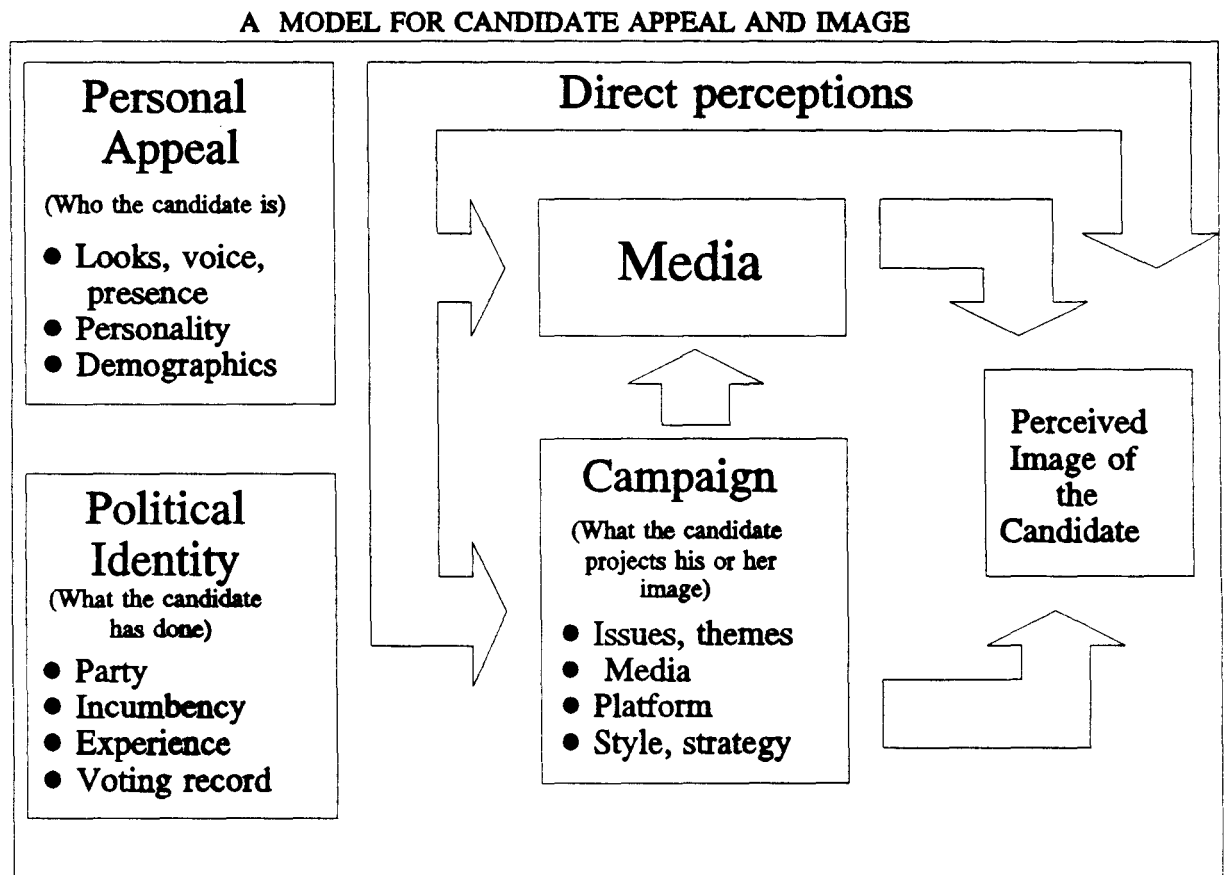 A MODEL FOR CANDIDATE APPEAL AND IMAGE
Personal
Appeal
(Who the candidate is)
● Looks, voice,
presence
● Personality
● Demographics
Political
Identity
(What the candidate
has done)
● Party
● Incumbency
● Experience
● Voting record
Direct perceptions
Media
Campaign
(What the candidate
projects his or her
image)
● Issues, themes
● Media
● Platform
● Style, strategy
Perceived
Image of
the
Candidate